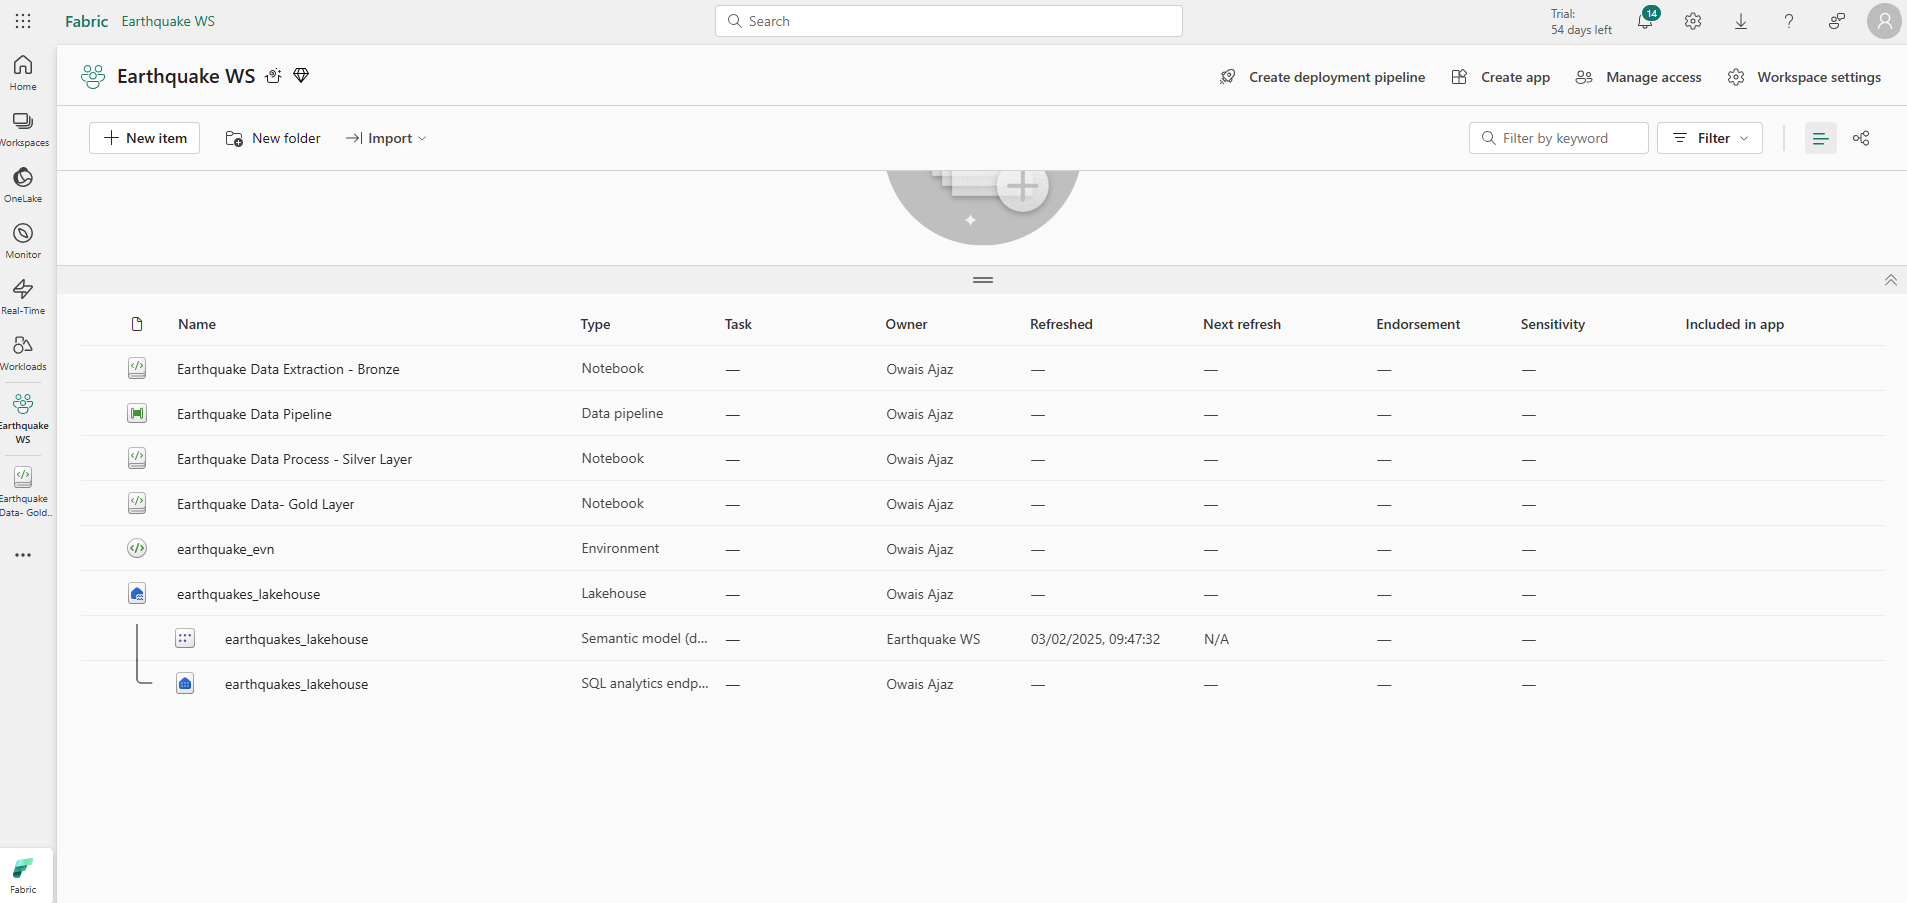 Fabric Earthquake WS
Search
Trial:
54 days left
14
Home
Workspaces
OneLake
Monitor
Real-Time
Workloads
Earthquake
WS
Earthquake
Data- Gold..
Fabric
Earthquake WS
Create deployment pipeline
Create app
Manage access
Workspace settings
New item
New folder
Import
Filter by keyword
Filter
Name Type Task Owner Refreshed Next refresh Endorsement Sensitivity Included in app
Earthquake Data Extraction - Bronze Notebook — Owais Ajaz — — — —
Earthquake Data Pipeline Data pipeline — Owais Ajaz — — — —
Earthquake Data Process - Silver Layer Notebook — Owais Ajaz — — — —
Earthquake Data- Gold Layer Notebook — Owais Ajaz — — — —
earthquake_evn Environment — Owais Ajaz — — — —
earthquakes_lakehouse Lakehouse — Owais Ajaz — — — —
earthquakes_lakehouse Semantic model (d... — Earthquake WS 03/02/2025, 09:47:32 N/A — —
earthquakes_lakehouse SQL analytics endp... — Owais Ajaz — — — —